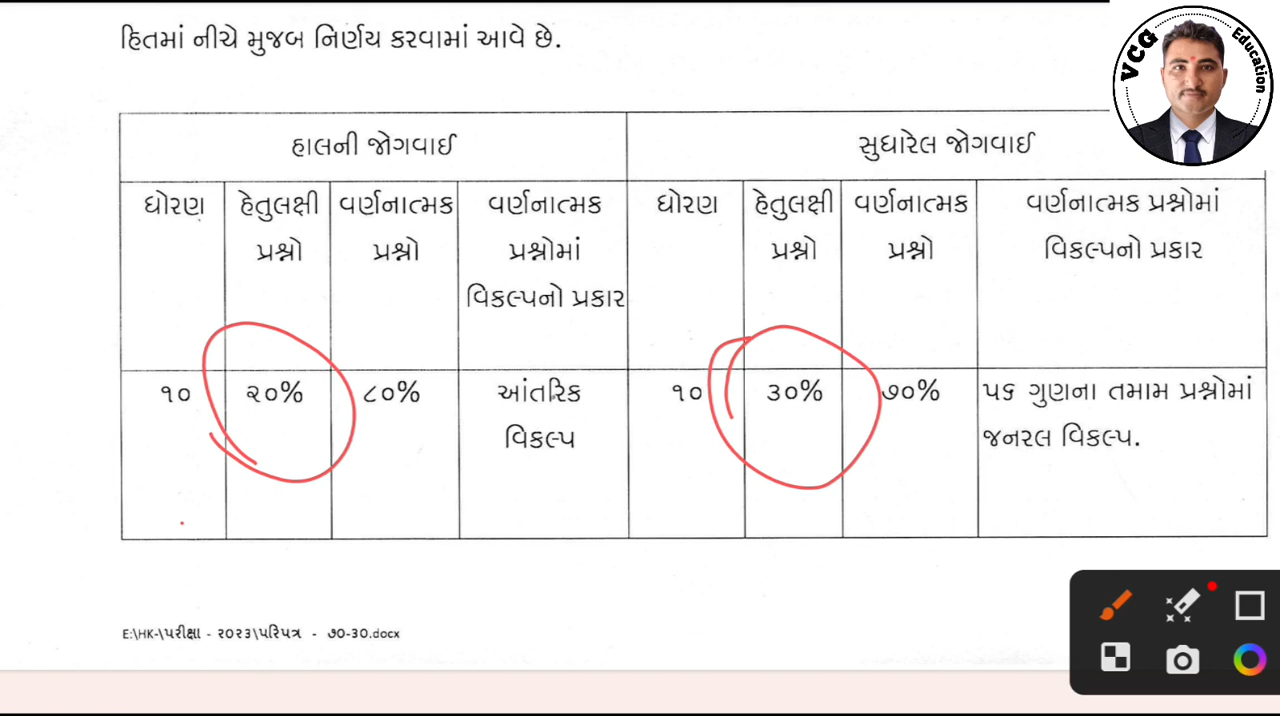 હિતમાં નીચે મુજબ નિર્ણય કરવામાં આવે છે.
VCG Education
હાલની જોગવાઈ સુધારેલ જોગવાઈ
ધોરણ હેતુલક્ષી વર્ણનાત્મક વર્ણનાત્મક ધોરણ હેતુલક્ષી વર્ણનાત્મક વર્ણનાત્મક પ્રશ્નોમાં
પ્રશ્નો પ્રશ્નો પ્રશ્નોમાં પ્રશ્નો પ્રશ્નો વિકલ્પનો પ્રકાર
વિકલ્પનો પ્રકાર
૧૦ ૨૦% ૮૦% આંતરિક ૧૦ ૩૦% ૭૦% ૫૬ ગુણના તમામ પ્રશ્નોમાં
વિકલ્પ જનરલ વિકલ્પ.
E:\HK-\પરીક્ષા - ૨૦૨૩\પરિપત્ર - ૭૦-૩૦.docx